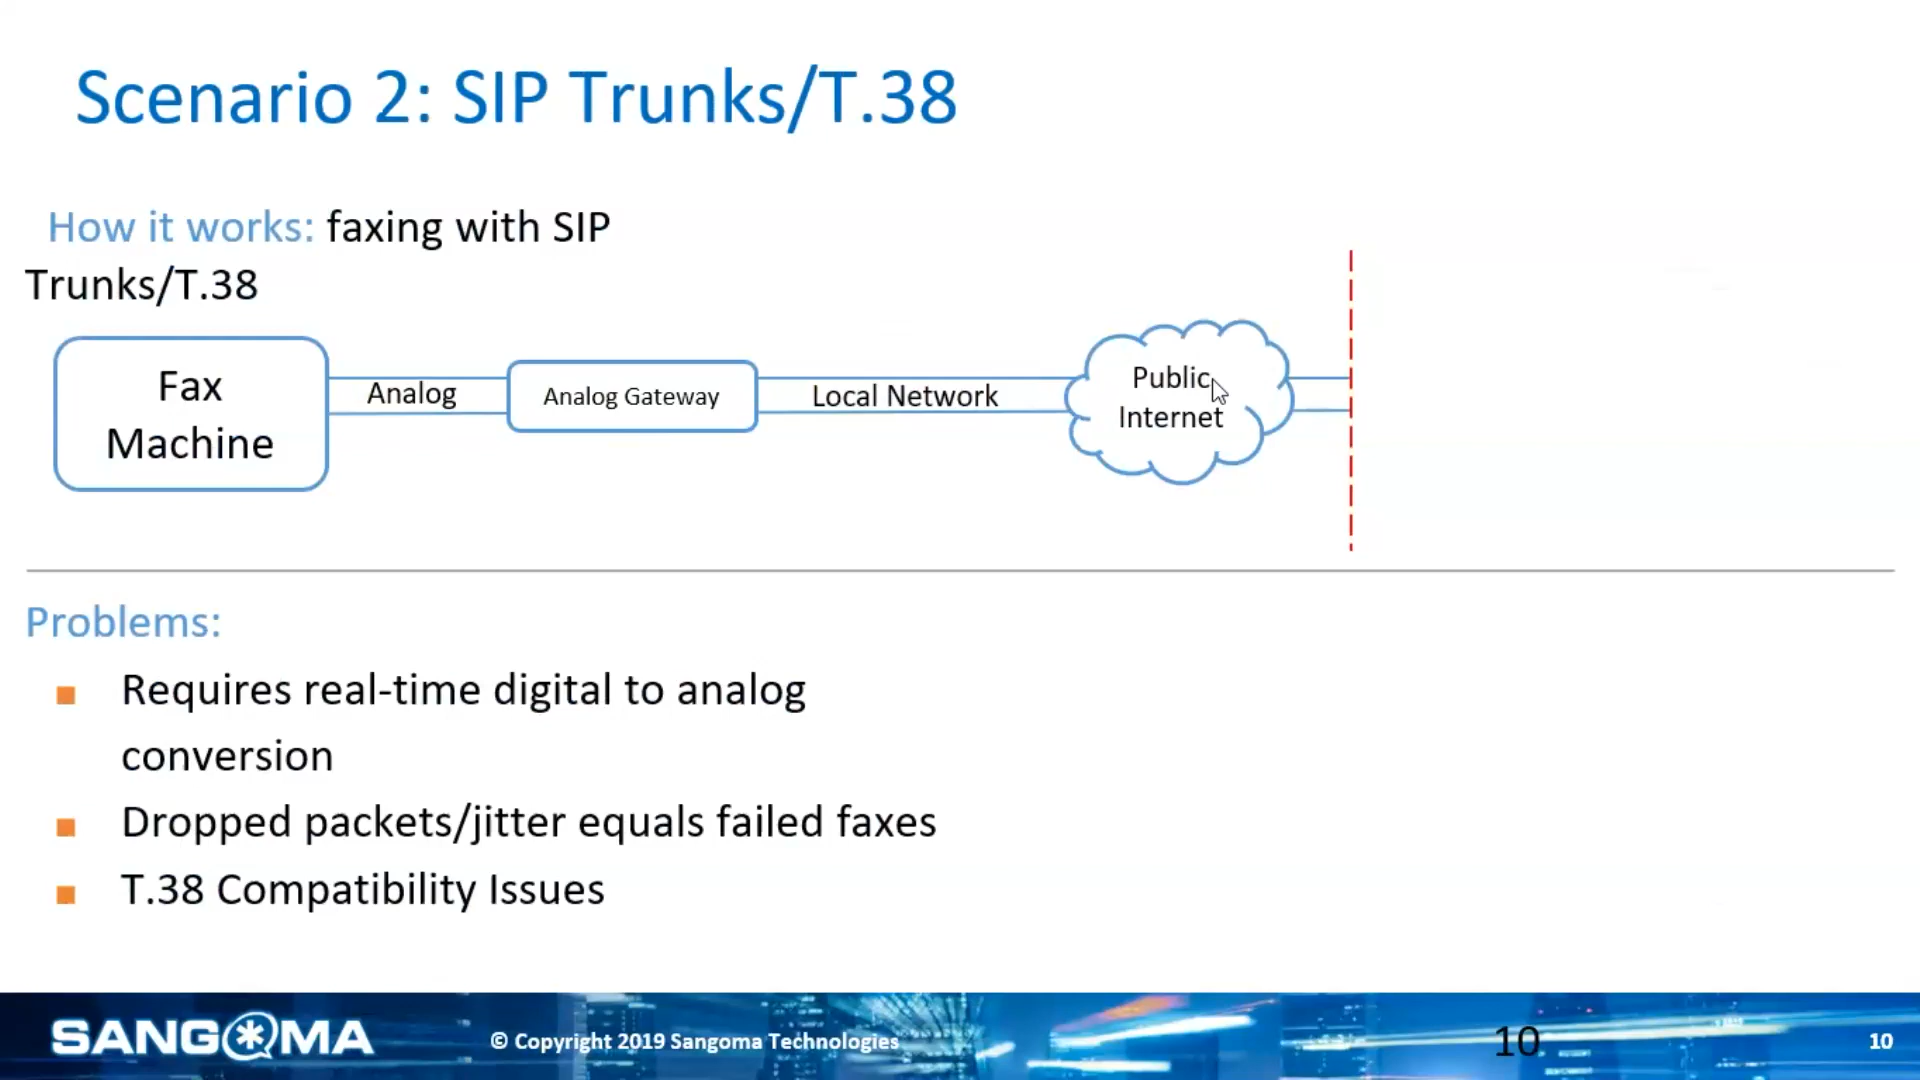 Scenario 2: SIP Trunks/T.38
How it works: faxing with SIP
Trunks/T.38
Fax
Machine
Analog
Analog Gateway
Local Network
Public
Internet
Problems:
Requires real-time digital to analog
conversion
Dropped packets/jitter equals failed faxes
T.38 Compatibility Issues
SANGOMA
© Copyright 2019 Sangoma Technologies
10
10